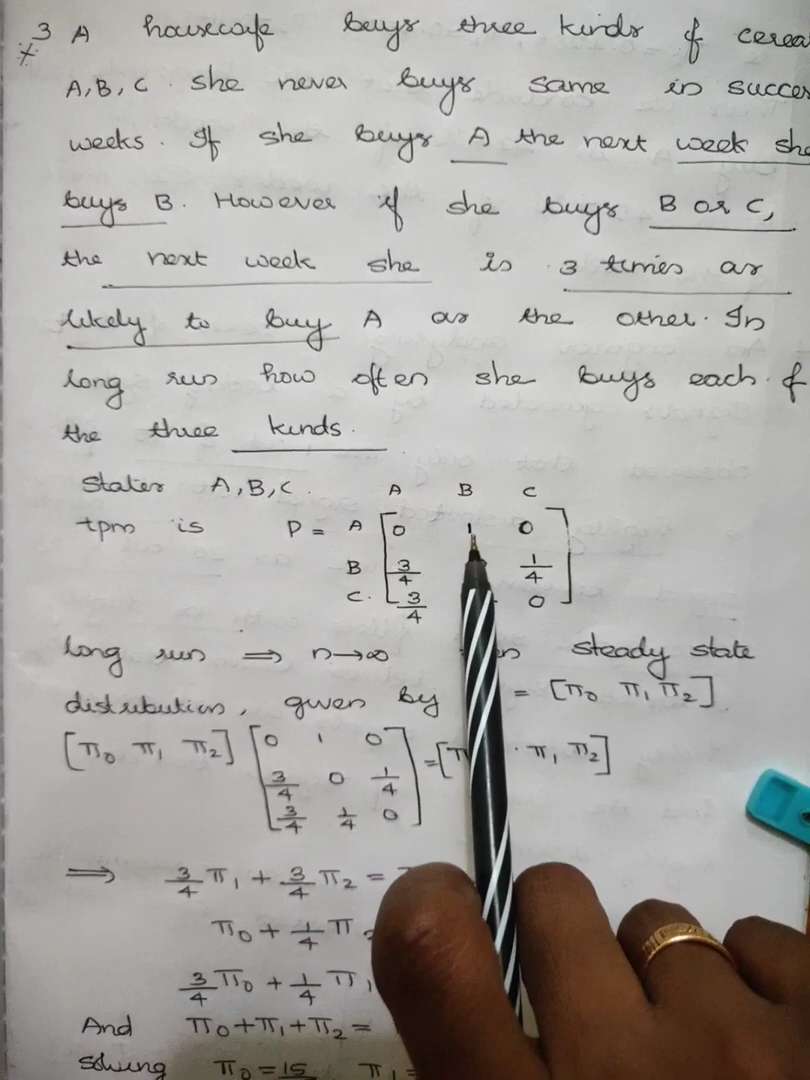 3 A housewife buys three kinds of
A, B, C. She never buys same in
weeks. If she buys A the next week she
buys B. However if she buys B or C,
the next week she is 3 times as
likely to buy A as the other. In
long run how often she buys each of
the three kinds.
States A, B, C. A B C
tpm is P = A [0 1 0
B 3/4 1/4
C. 3/4 0]
long run ⟹ n→∞ steady state
distribution, given by = [π₀ π₁ π₂]
[π₀ π₁ π₂] [0 1 0
3/4 0 1/4
3/4 1/4 0] = [π₁ π₂]
⟹ 3/4 π₁ + 3/4 π₂ =
π₀ + 1/4 π
3/4 π₀ + 1/4 π₁
And π₀ + π₁ + π₂ =
Solving π₀ = 15 π₁ =